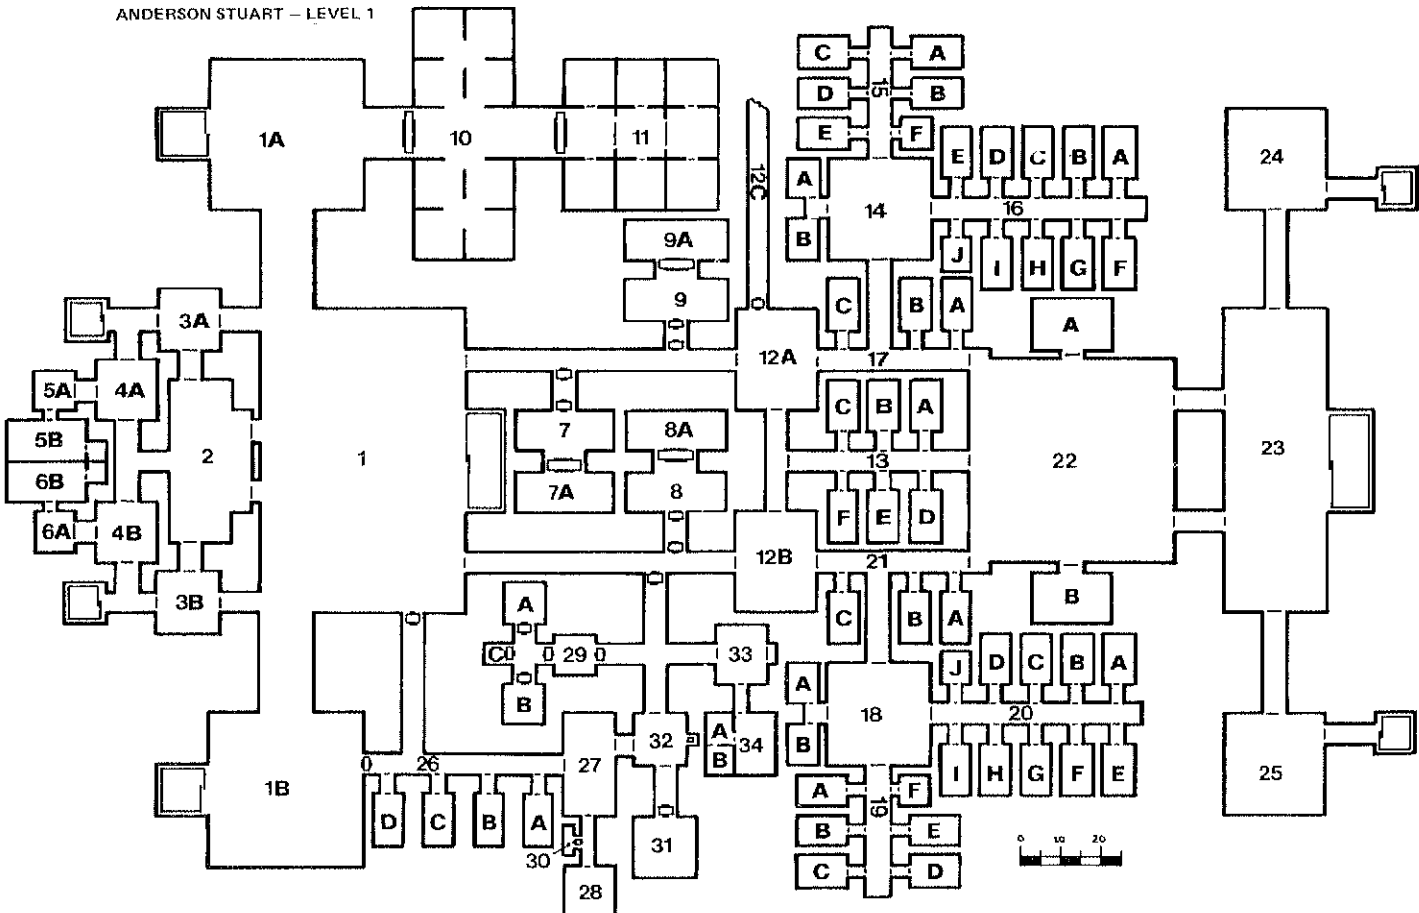 ANDERSON STUART — LEVEL 1
C A
D 15 B
E F
1A 10 11 12C
E D C B A
24
A 14 16
B
J I H G F
9A
9
3A
C B A A
12A 17
5A 4A
C B A
5B 2 1 7 8A 13 22 23
6B 7A 8
6A 4B
F E D
12B 21
3B
C B A B
A
C 29 33
B
J D C B A
A 18 20
B
32 A 34
B
26 27
I H G F E
1B
25
D C B A
A F
B 19 E
C D
30 31
28
0 10 20